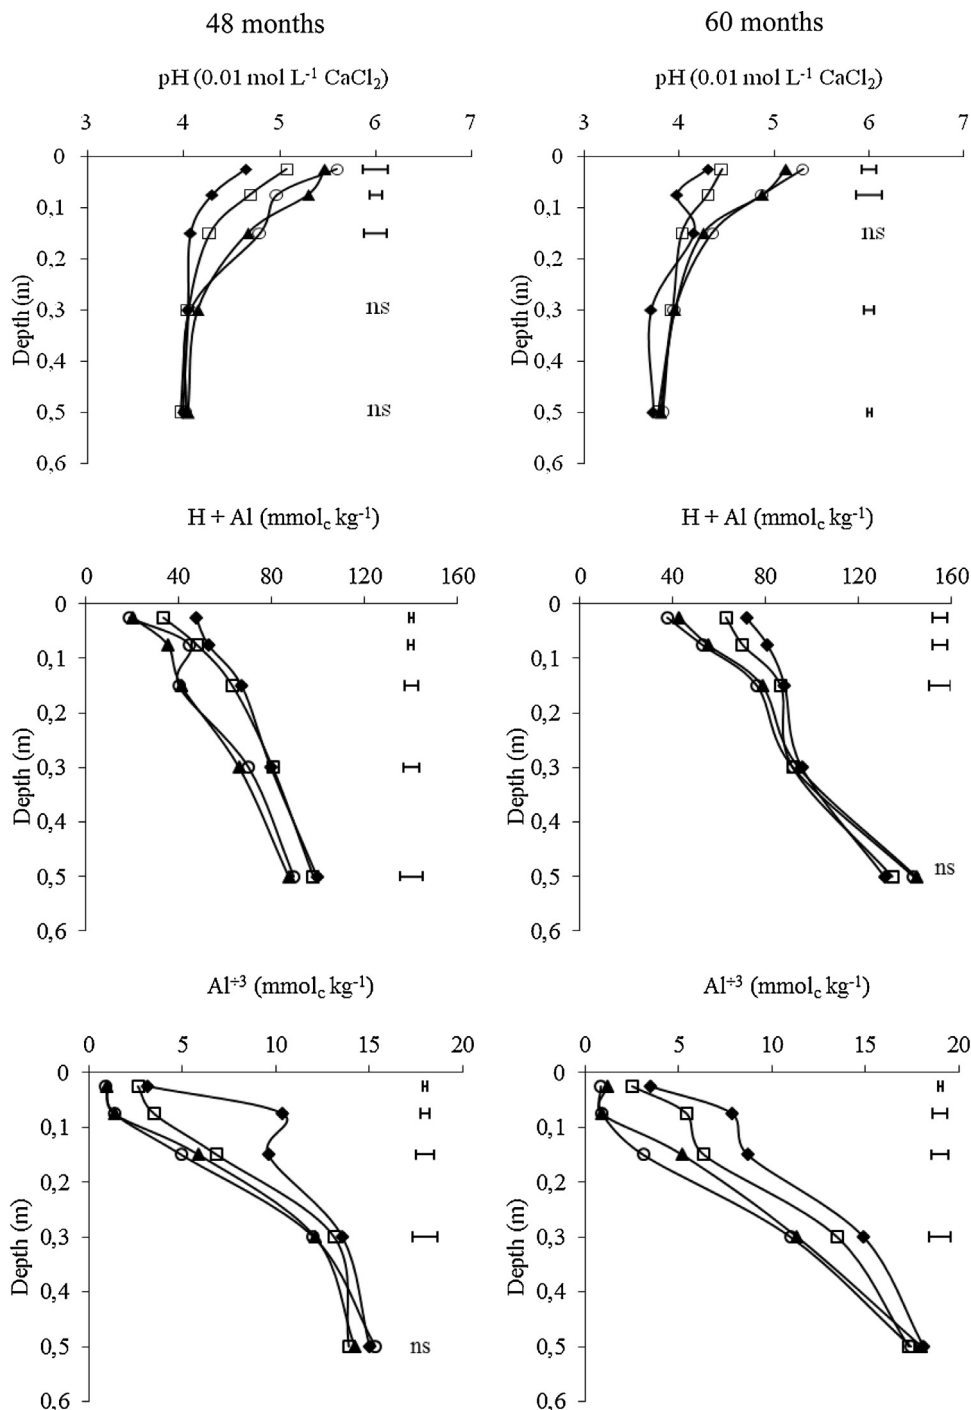 48 months 60 months
pH (0.01 mol L⁻¹ CaCl₂) pH (0.01 mol L⁻¹ CaCl₂)
3 4 5 6 7 3 4 5 6 7
0 0
0,1 0,1
ns
0,2 0,2
Depth (m) Depth (m)
0,3 ns 0,3
0,4 0,4
0,5 ns 0,5
0,6 0,6
H + Al (mmol_c kg⁻¹) H + Al (mmol_c kg⁻¹)
0 40 80 120 160 0 40 80 120 160
0 0
0,1 0,1
0,2 0,2
Depth (m) Depth (m)
0,3 0,3
0,4 0,4
0,5 0,5 ns
0,6 0,6
Al⁺³ (mmol_c kg⁻¹) Al⁺³ (mmol_c kg⁻¹)
0 5 10 15 20 0 5 10 15 20
0 0
0,1 0,1
0,2 0,2
Depth (m) Depth (m)
0,3 0,3
0,4 0,4
0,5 ns 0,5
0,6 0,6